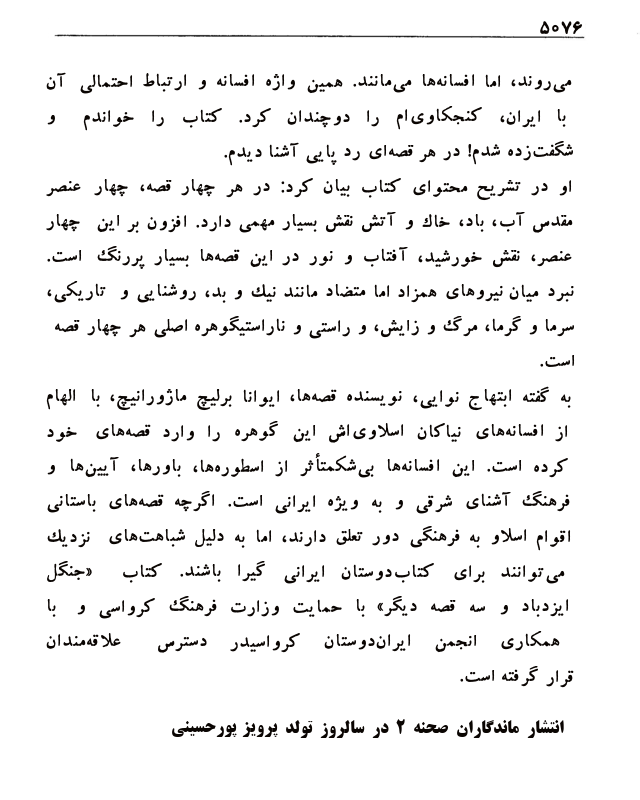 ۵۰۷۶
می‌روند، اما افسانه‌ها می‌مانند. همین واژه افسانه و ارتباط احتمالی آن
با ایران، کنجکاوی‌ام را دوچندان کرد. کتاب را خواندم و
شگفت‌زده شدم! در هر قصه‌ای رد پایی آشنا دیدم.
او در تشریح محتوای کتاب بیان کرد: در هر چهار قصه، چهار عنصر
مقدس آب، باد، خاك و آتش نقش بسیار مهمی دارد. افزون بر این چهار
عنصر، نقش خورشید، آفتاب و نور در این قصه‌ها بسیار پررنگ است.
نبرد میان نیروهای همزاد اما متضاد مانند نیك و بد، روشنایی و تاریکی،
سرما و گرما، مرگ و زایش، و راستی و ناراستیگوهره اصلی هر چهار قصه
است.
به گفته ابتهاج نوایی، نویسنده قصه‌ها، ایوانا برلیچ ماژورانیچ، با الهام
از افسانه‌های نیاکان اسلاوی‌اش این گوهره را وارد قصه‌های خود
کرده است. این افسانه‌ها بی‌شکمتأثر از اسطوره‌ها، باورها، آیین‌ها و
فرهنگ آشنای شرقی و به ویژه ایرانی است. اگرچه قصه‌های باستانی
اقوام اسلاو به فرهنگی دور تعلق دارند، اما به دلیل شباهت‌های نزدیك
می‌توانند برای کتاب‌دوستان ایرانی گیرا باشند. کتاب «جنگل
ایزدباد و سه قصه دیگر» با حمایت وزارت فرهنگ کرواسی و با
همکاری انجمن ایران‌دوستان کرواسیدر دسترس علاقه‌مندان
قرار گرفته است.
انتشار ماندگاران صحنه ۲ در سالروز تولد پرویز پورحسینی